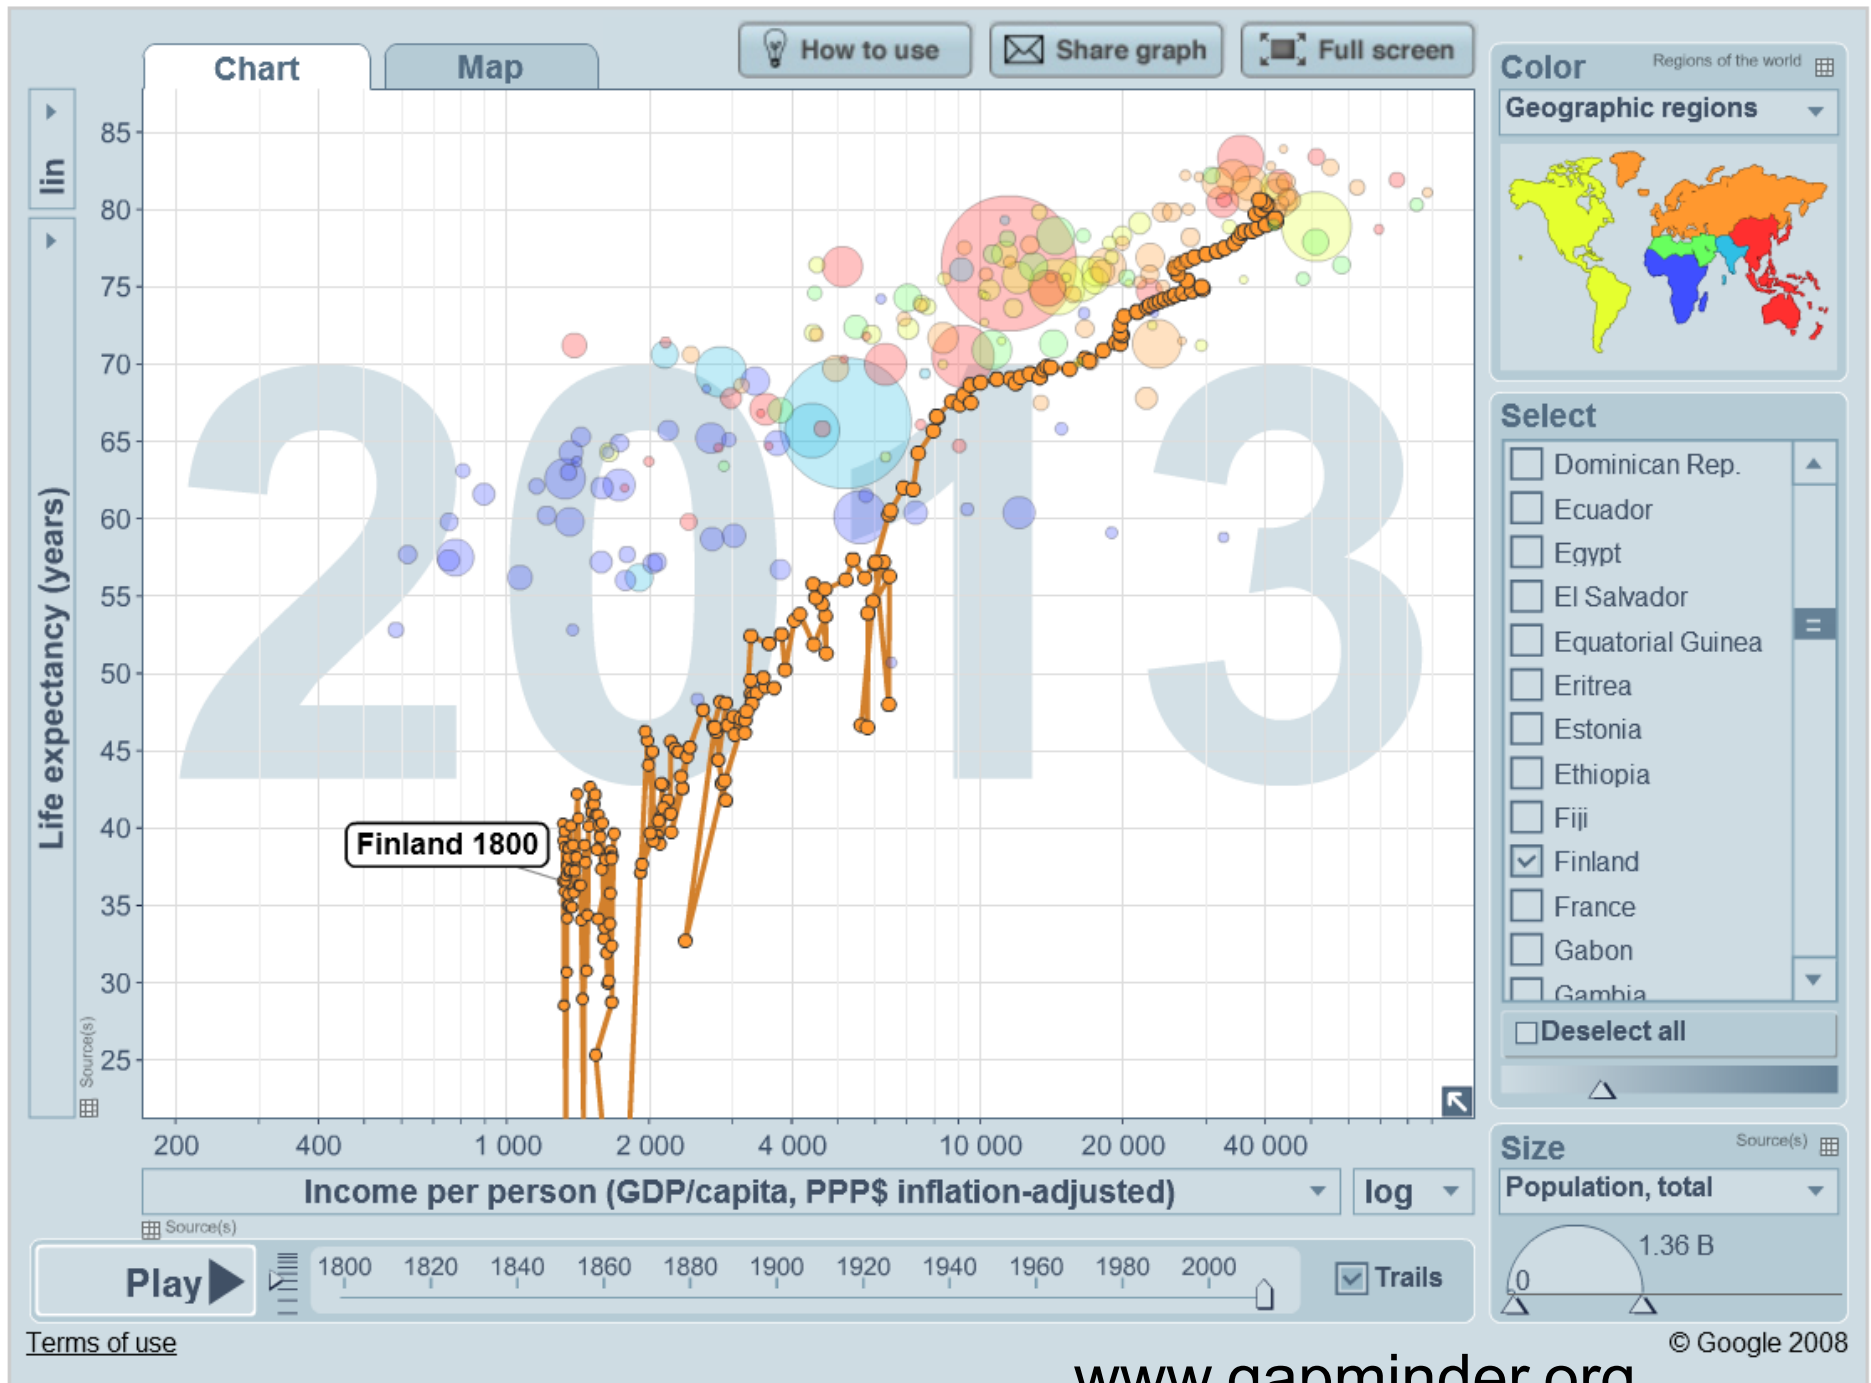 Chart
Map
How to use
Share graph
Full screen
Color
Regions of the world
Geographic regions
lin
Life expectancy (years)
Source(s)
85
80
75
70
65
60
55
50
45
40
35
30
25
2013
Finland 1800
200
400
1 000
2 000
4 000
10 000
20 000
40 000
Income per person (GDP/capita, PPP$ inflation-adjusted)
log
Source(s)
Select
Dominican Rep.
Ecuador
Egypt
El Salvador
Equatorial Guinea
Eritrea
Estonia
Ethiopia
Fiji
Finland
France
Gabon
Gambia
Deselect all
Size
Source(s)
Population, total
1.36 B
0
Play
1800 1820 1840 1860 1880 1900 1920 1940 1960 1980 2000
Trails
Terms of use
© Google 2008
www.gapminder.org